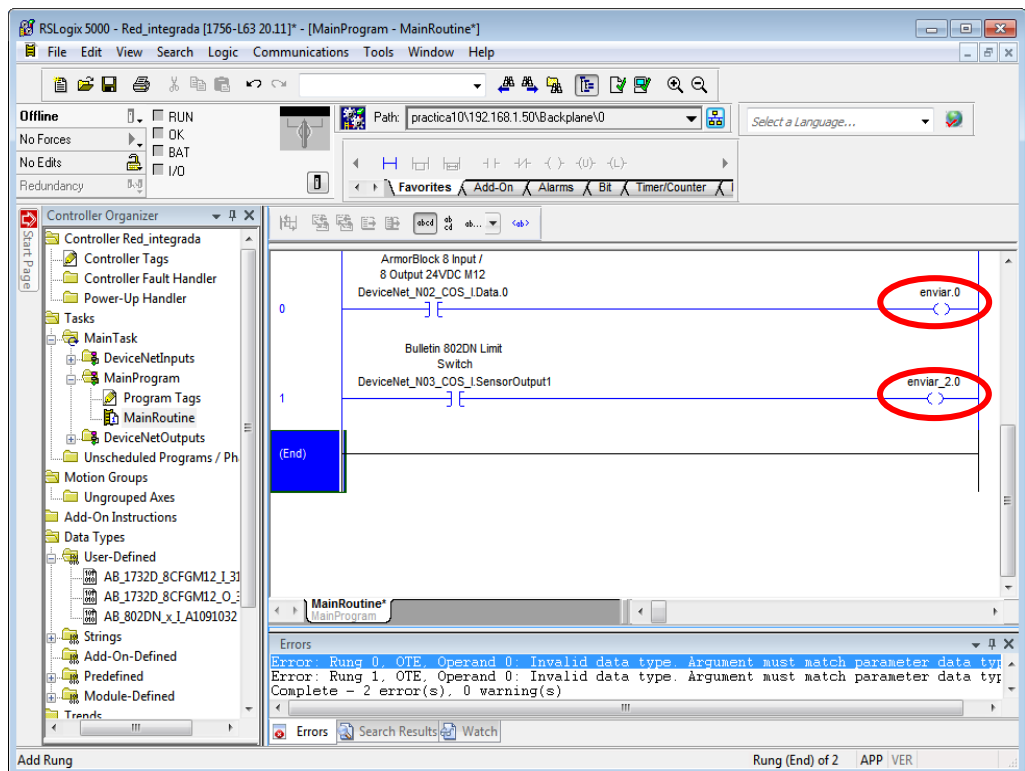 RSLogix 5000 - Red_integrada [1756-L63 20.11]* - [MainProgram - MainRoutine*]
File Edit View Search Logic Communications Tools Window Help
Offline
RUN
No Forces
OK
No Edits
BAT
Redundancy
I/O
Path: practica10\192.168.1.50\Backplane\0
Select a Language...
Favorites Add-On Alarms Bit Timer/Counter
Start Page
Controller Organizer
Controller Red_integrada
Controller Tags
Controller Fault Handler
Power-Up Handler
Tasks
MainTask
DeviceNetInputs
MainProgram
Program Tags
MainRoutine
DeviceNetOutputs
Unscheduled Programs / Ph
Motion Groups
Ungrouped Axes
Add-On Instructions
Data Types
User-Defined
AB_1732D_8CFGM12_I_31
AB_1732D_8CFGM12_O_3
AB_802DN_x_I_A1091032
Strings
Add-On-Defined
Predefined
Module-Defined
Trends
abcd ab cd ab... <ab>
ArmorBlock 8 Input /
8 Output 24VDC M12
DeviceNet_N02_COS_I.Data.0
enviar.0
0
Bulletin 802DN Limit
Switch
DeviceNet_N03_COS_I.SensorOutput1
enviar_2.0
1
(End)
MainRoutine*
MainProgram
Errors
Error: Rung 0, OTE, Operand 0: Invalid data type. Argument must match parameter data typ
Error: Rung 1, OTE, Operand 0: Invalid data type. Argument must match parameter data typ
Complete - 2 error(s), 0 warning(s)
Errors Search Results Watch
Add Rung
Rung (End) of 2 APP VER